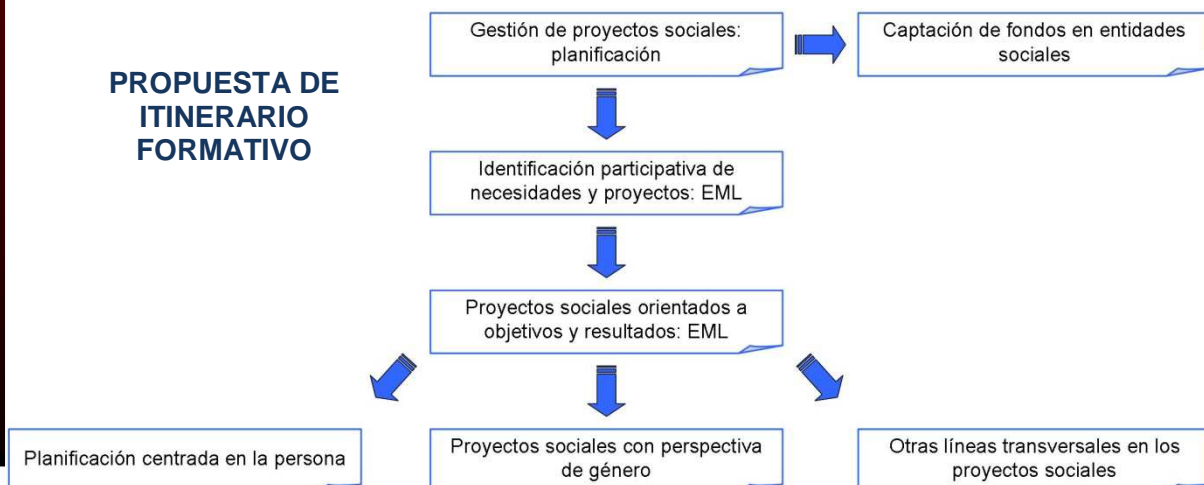 PROPUESTA DE
ITINERARIO
FORMATIVO
Gestión de proyectos sociales:
planificación
Captación de fondos en entidades
sociales
Identificación participativa de
necesidades y proyectos: EML
Proyectos sociales orientados a
objetivos y resultados: EML
Planificación centrada en la persona
Proyectos sociales con perspectiva
de género
Otras líneas transversales en los
proyectos sociales